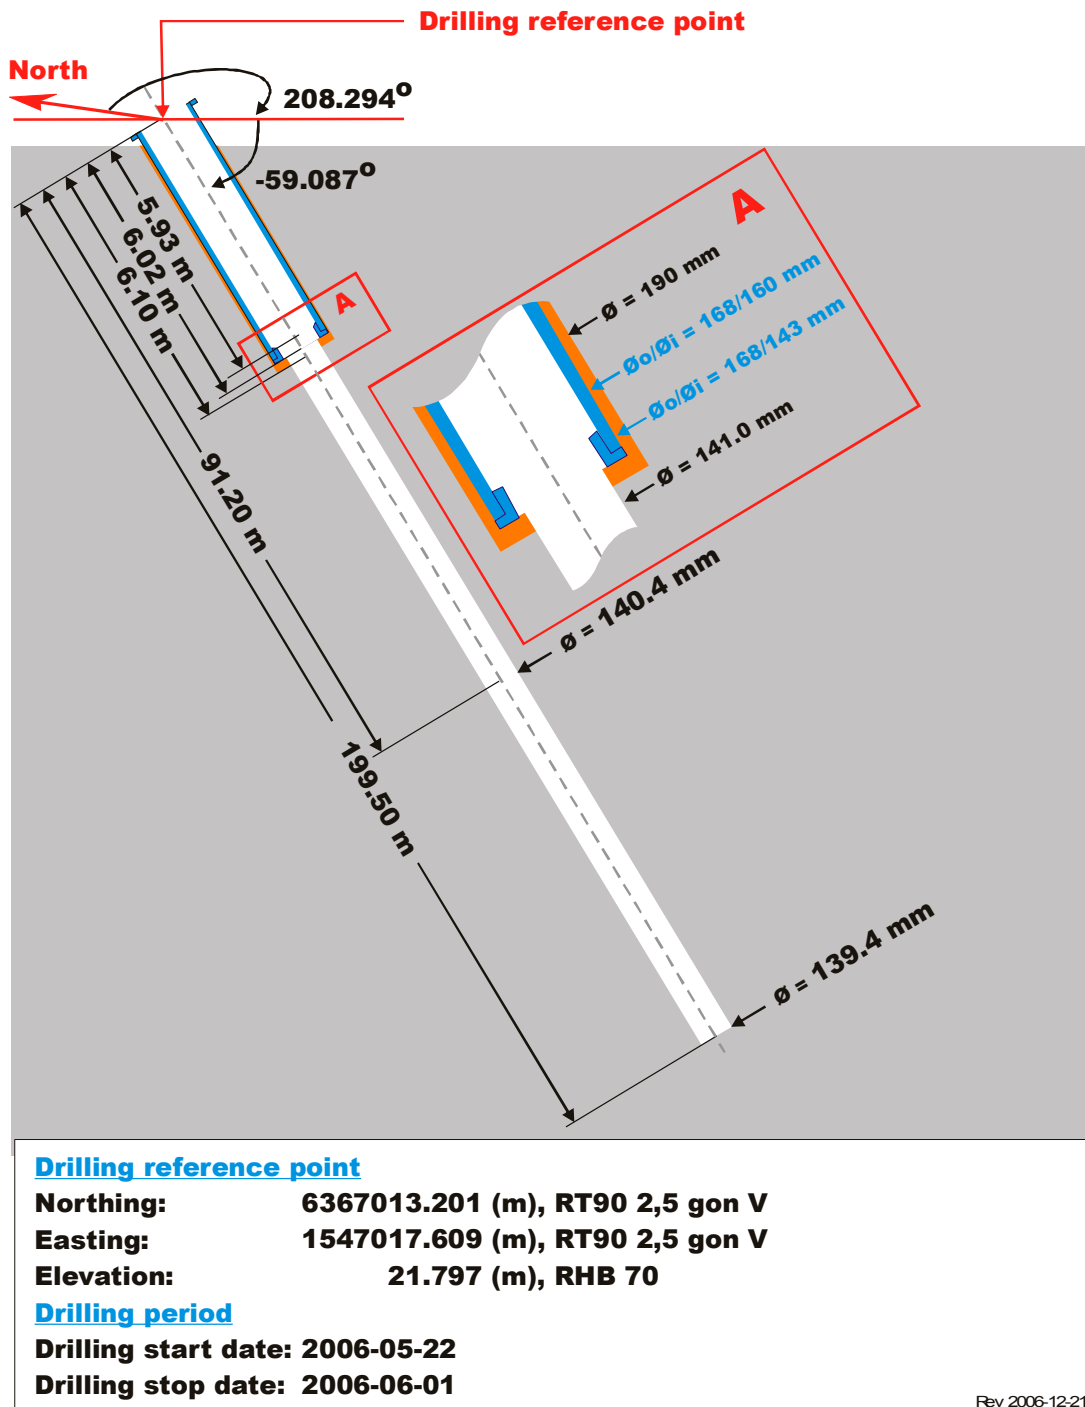 Drilling reference point
North
208.294°
-59.087°
5.93 m
6.02 m
6.10 m
91.20 m
199.50 m
A
A
ø = 190 mm
Øo/Øi = 168/160 mm
Øo/Øi = 168/143 mm
ø = 141.0 mm
ø = 140.4 mm
ø = 139.4 mm
Drilling reference point
Northing: 6367013.201 (m), RT90 2,5 gon V
Easting: 1547017.609 (m), RT90 2,5 gon V
Elevation: 21.797 (m), RHB 70
Drilling period
Drilling start date: 2006-05-22
Drilling stop date: 2006-06-01
Rev 2006-12-21